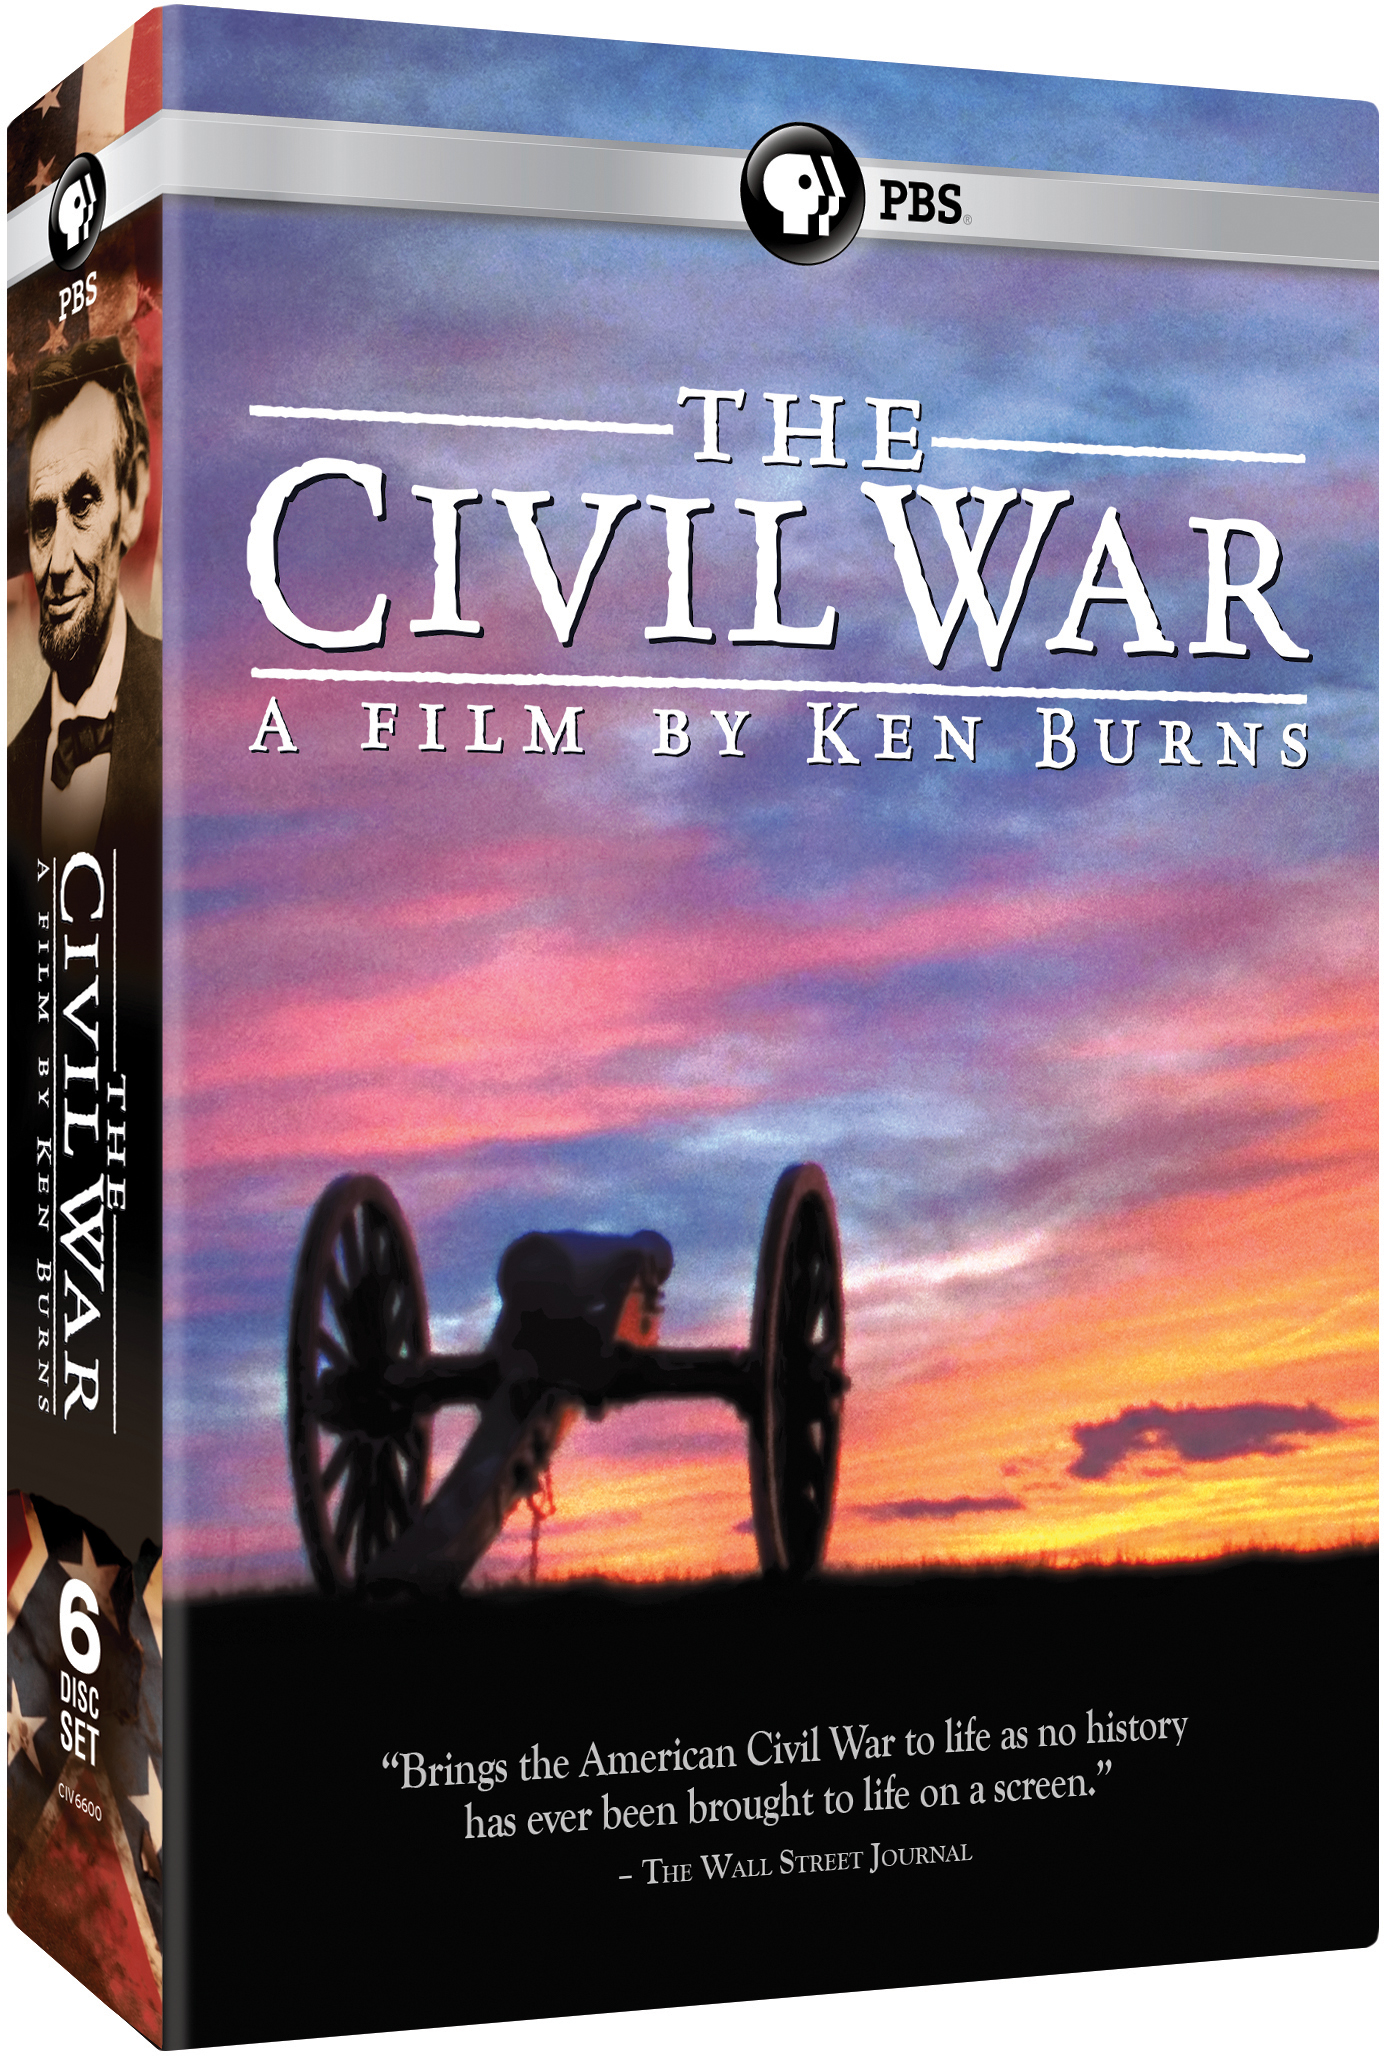 PBS®
THE
CIVIL WAR
A FILM BY KEN BURNS
“Brings the American Civil War to life as no history
has ever been brought to life on a screen.”
– THE WALL STREET JOURNAL
PBS
THE
CIVIL WAR
A FILM BY KEN BURNS
6
DISC
SET
CIV6600